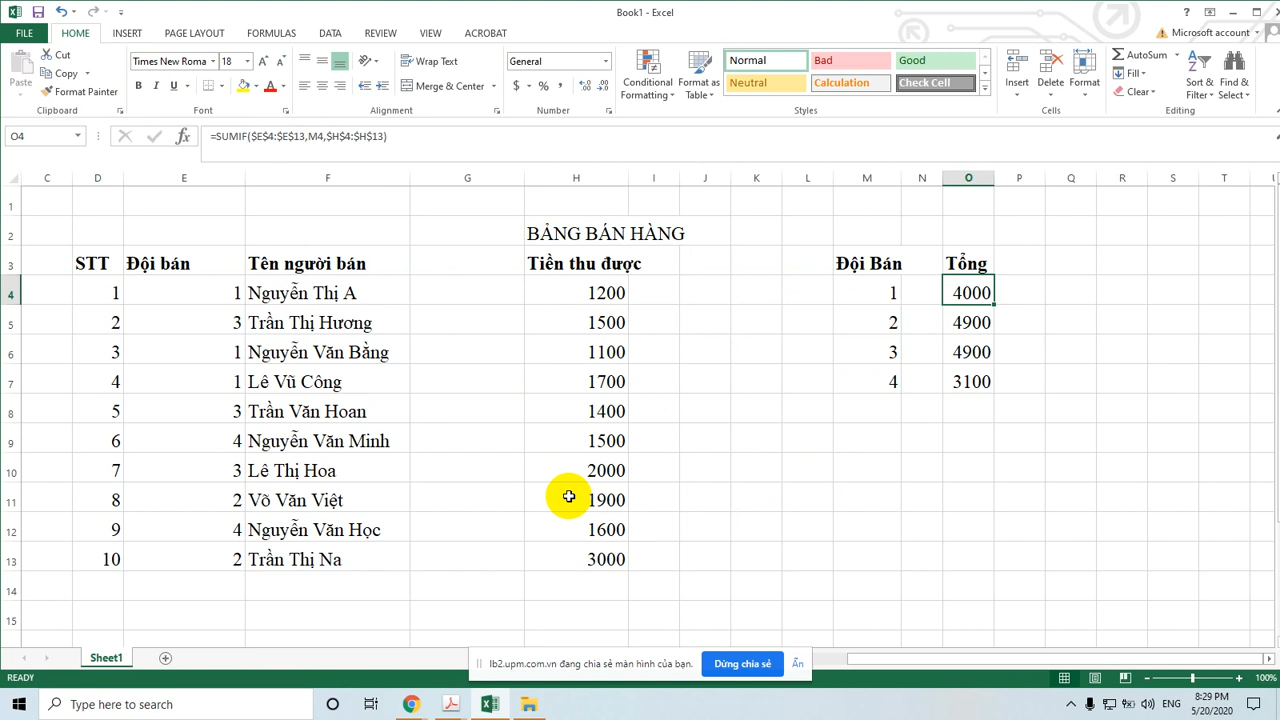 Book1 - Excel
?
FILE HOME INSERT PAGE LAYOUT FORMULAS DATA REVIEW VIEW ACROBAT Microsoft account
Paste
Cut
Copy
Format Painter
Clipboard
Times New Roma 18
B I U
Font
Wrap Text
Merge & Center
Alignment
General
$ % ,
Number
Conditional Formatting
Format as Table
Normal Bad Good
Neutral Calculation Check Cell
Styles
Insert Delete Format
Cells
AutoSum
Fill
Clear
Sort & Filter
Find & Select
Editing
O4 fx =SUMIF($E$4:$E$13,M4,$H$4:$H$13)
C D E F G H I J K L M N O P Q R S T
1
2 BẢNG BÁN HÀNG
3 STT Đội bán Tên người bán Tiền thu được Đội Bán Tổng
4 1 1 Nguyễn Thị A 1200 1 4000
5 2 3 Trần Thị Hương 1500 2 4900
6 3 1 Nguyễn Văn Bằng 1100 3 4900
7 4 1 Lê Vũ Công 1700 4 3100
8 5 3 Trần Văn Hoan 1400
9 6 4 Nguyễn Văn Minh 1500
10 7 3 Lê Thị Hoa 2000
11 8 2 Võ Văn Việt 1900
12 9 4 Nguyễn Văn Học 1600
13 10 2 Trần Thị Na 3000
14
15
Sheet1
lb2.upm.com.vn đang chia sẻ màn hình của bạn. Dừng chia sẻ Ẩn
READY 100%
Type here to search
ENG
8:29 PM
5/20/2020